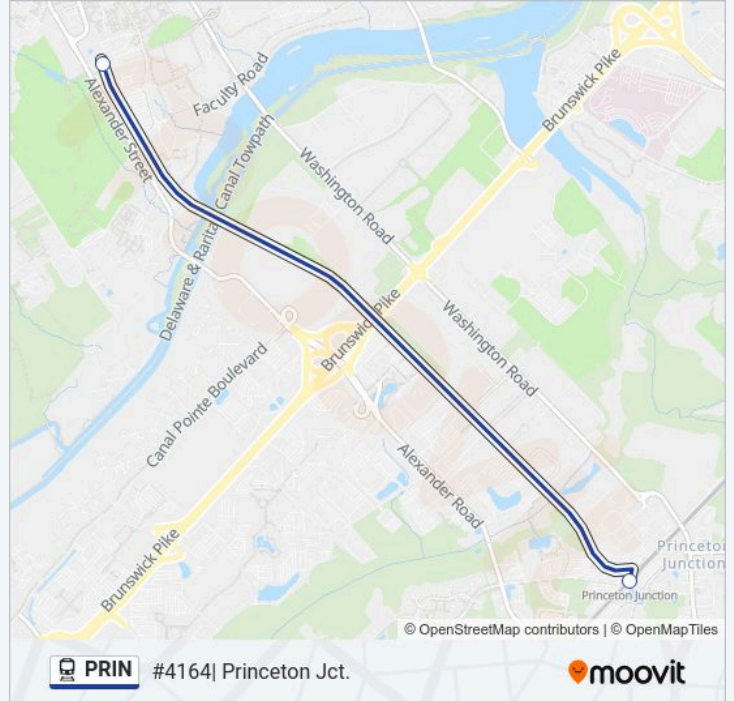 Faculty Road
Brunswick Pike
Alexander Street
Delaware & Raritan Canal Towpath
Washington Road
Brunswick Pike
Washington Road
Canal Pointe Boulevard
Alexander Road
Brunswick Pike
Princeton
Junction
Princeton Junction
© OpenStreetMap contributors | © OpenMapTiles
PRIN #4164| Princeton Jct. moovit